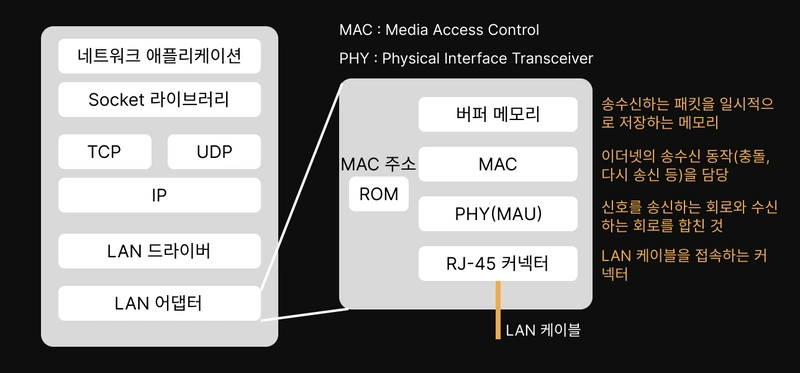 MAC : Media Access Control
PHY : Physical Interface Transceiver
네트워크 애플리케이션
Socket 라이브러리
TCP
UDP
IP
LAN 드라이버
LAN 어댑터
MAC 주소
ROM
버퍼 메모리
MAC
PHY(MAU)
RJ-45 커넥터
LAN 케이블
송수신하는 패킷을 일시적으
로 저장하는 메모리
이더넷의 송수신 동작(충돌,
다시 송신 등)을 담당
신호를 송신하는 회로와 수신
하는 회로를 합친 것
LAN 케이블을 접속하는 커
넥터